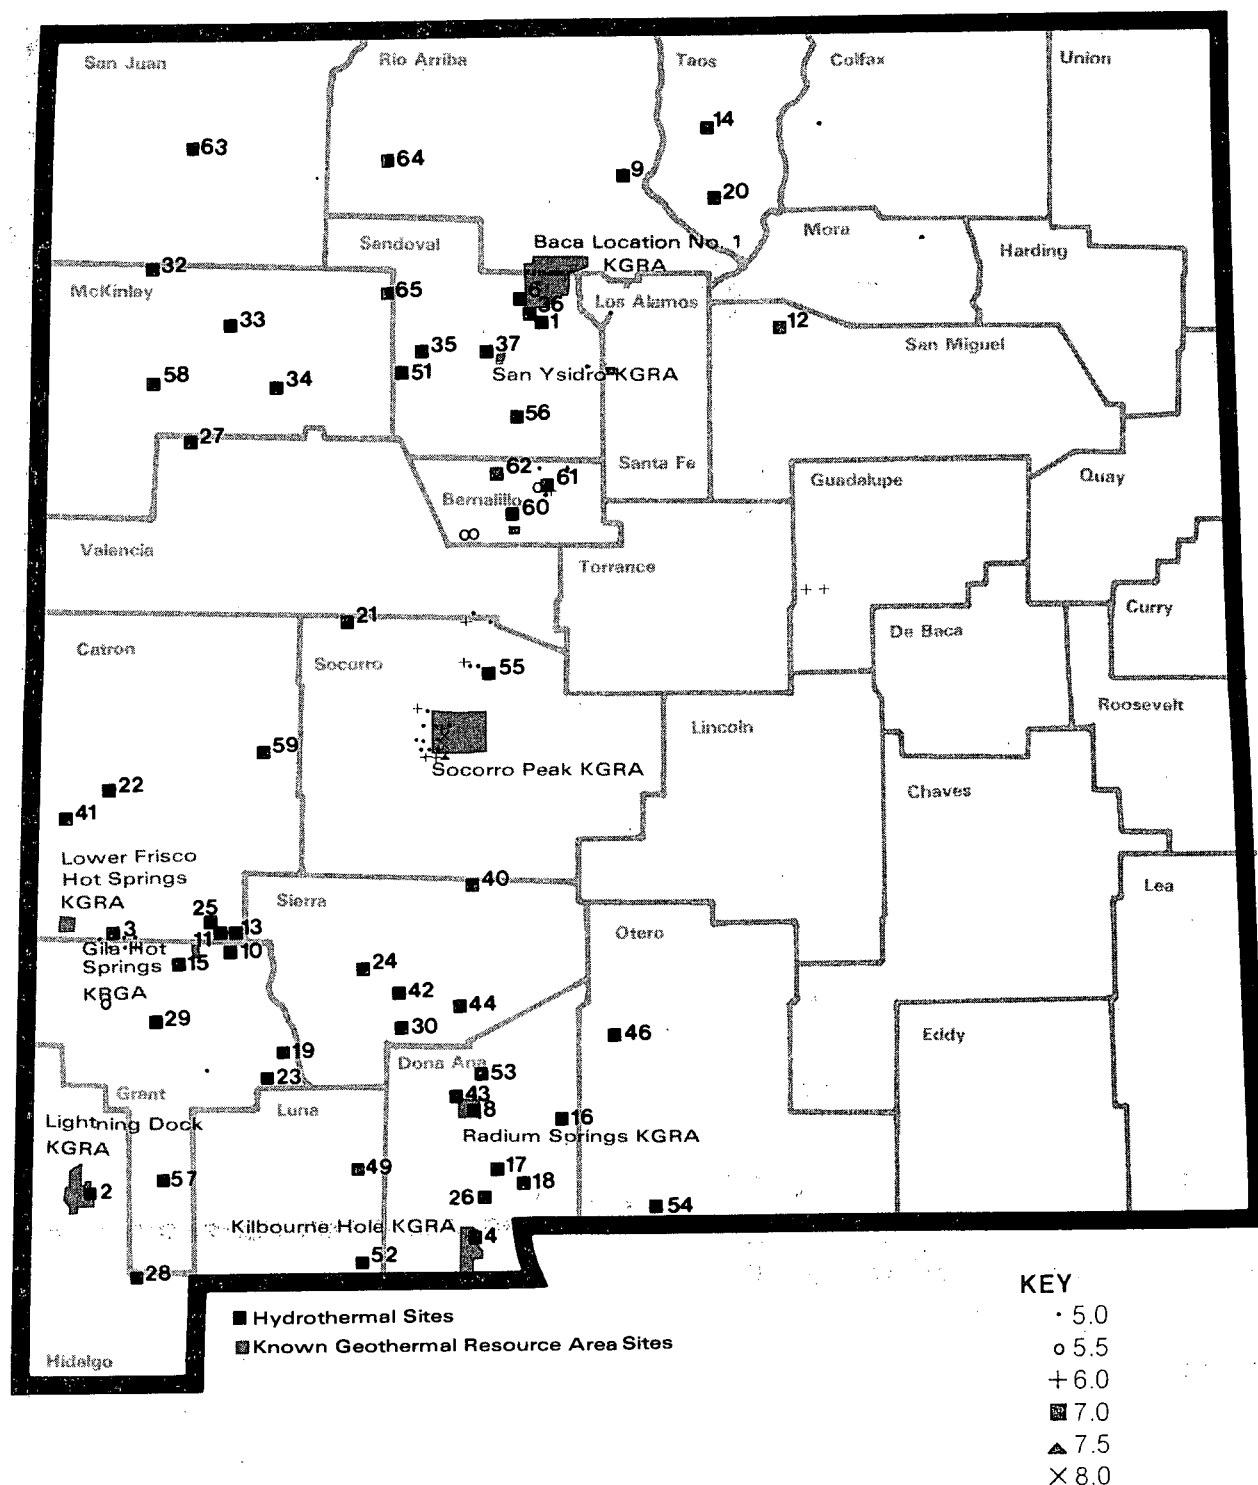 San Juan
Rio Arriba
Taos
Colfax
Union
14
63
64
9
20
Mora
Harding
Sandoval
Baca Location No. 1
KGRA
32
McKinley
65
6
36
Los Alamos
1
33
12
San Miguel
35
37
58
34
51
San Ysidro KGRA
56
27
Santa Fe
62
61
Guadalupe
Quay
Bernalillo
60
Valencia
Torrance
21
Curry
De Baca
Catron
Socorro
55
Roosevelt
Lincoln
59
Socorro Peak KGRA
22
Chaves
41
Lower Frisco
Hot Springs
KGRA
40
Lea
Sierra
25
3
13
Otero
11
10
Gila Hot
Springs
KRGA
15
24
42
44
29
30
46
Eddy
19
Dona Ana
53
23
Grant
43
8
Luna
16
Lightning Dock
KGRA
Radium Springs KGRA
57
49
17
18
2
26
54
Kilbourne Hole KGRA
4
52
28
KEY
Hydrothermal Sites
5.0
Known Geothermal Resource Area Sites
5.5
Hidalgo
6.0
7.0
7.5
8.0